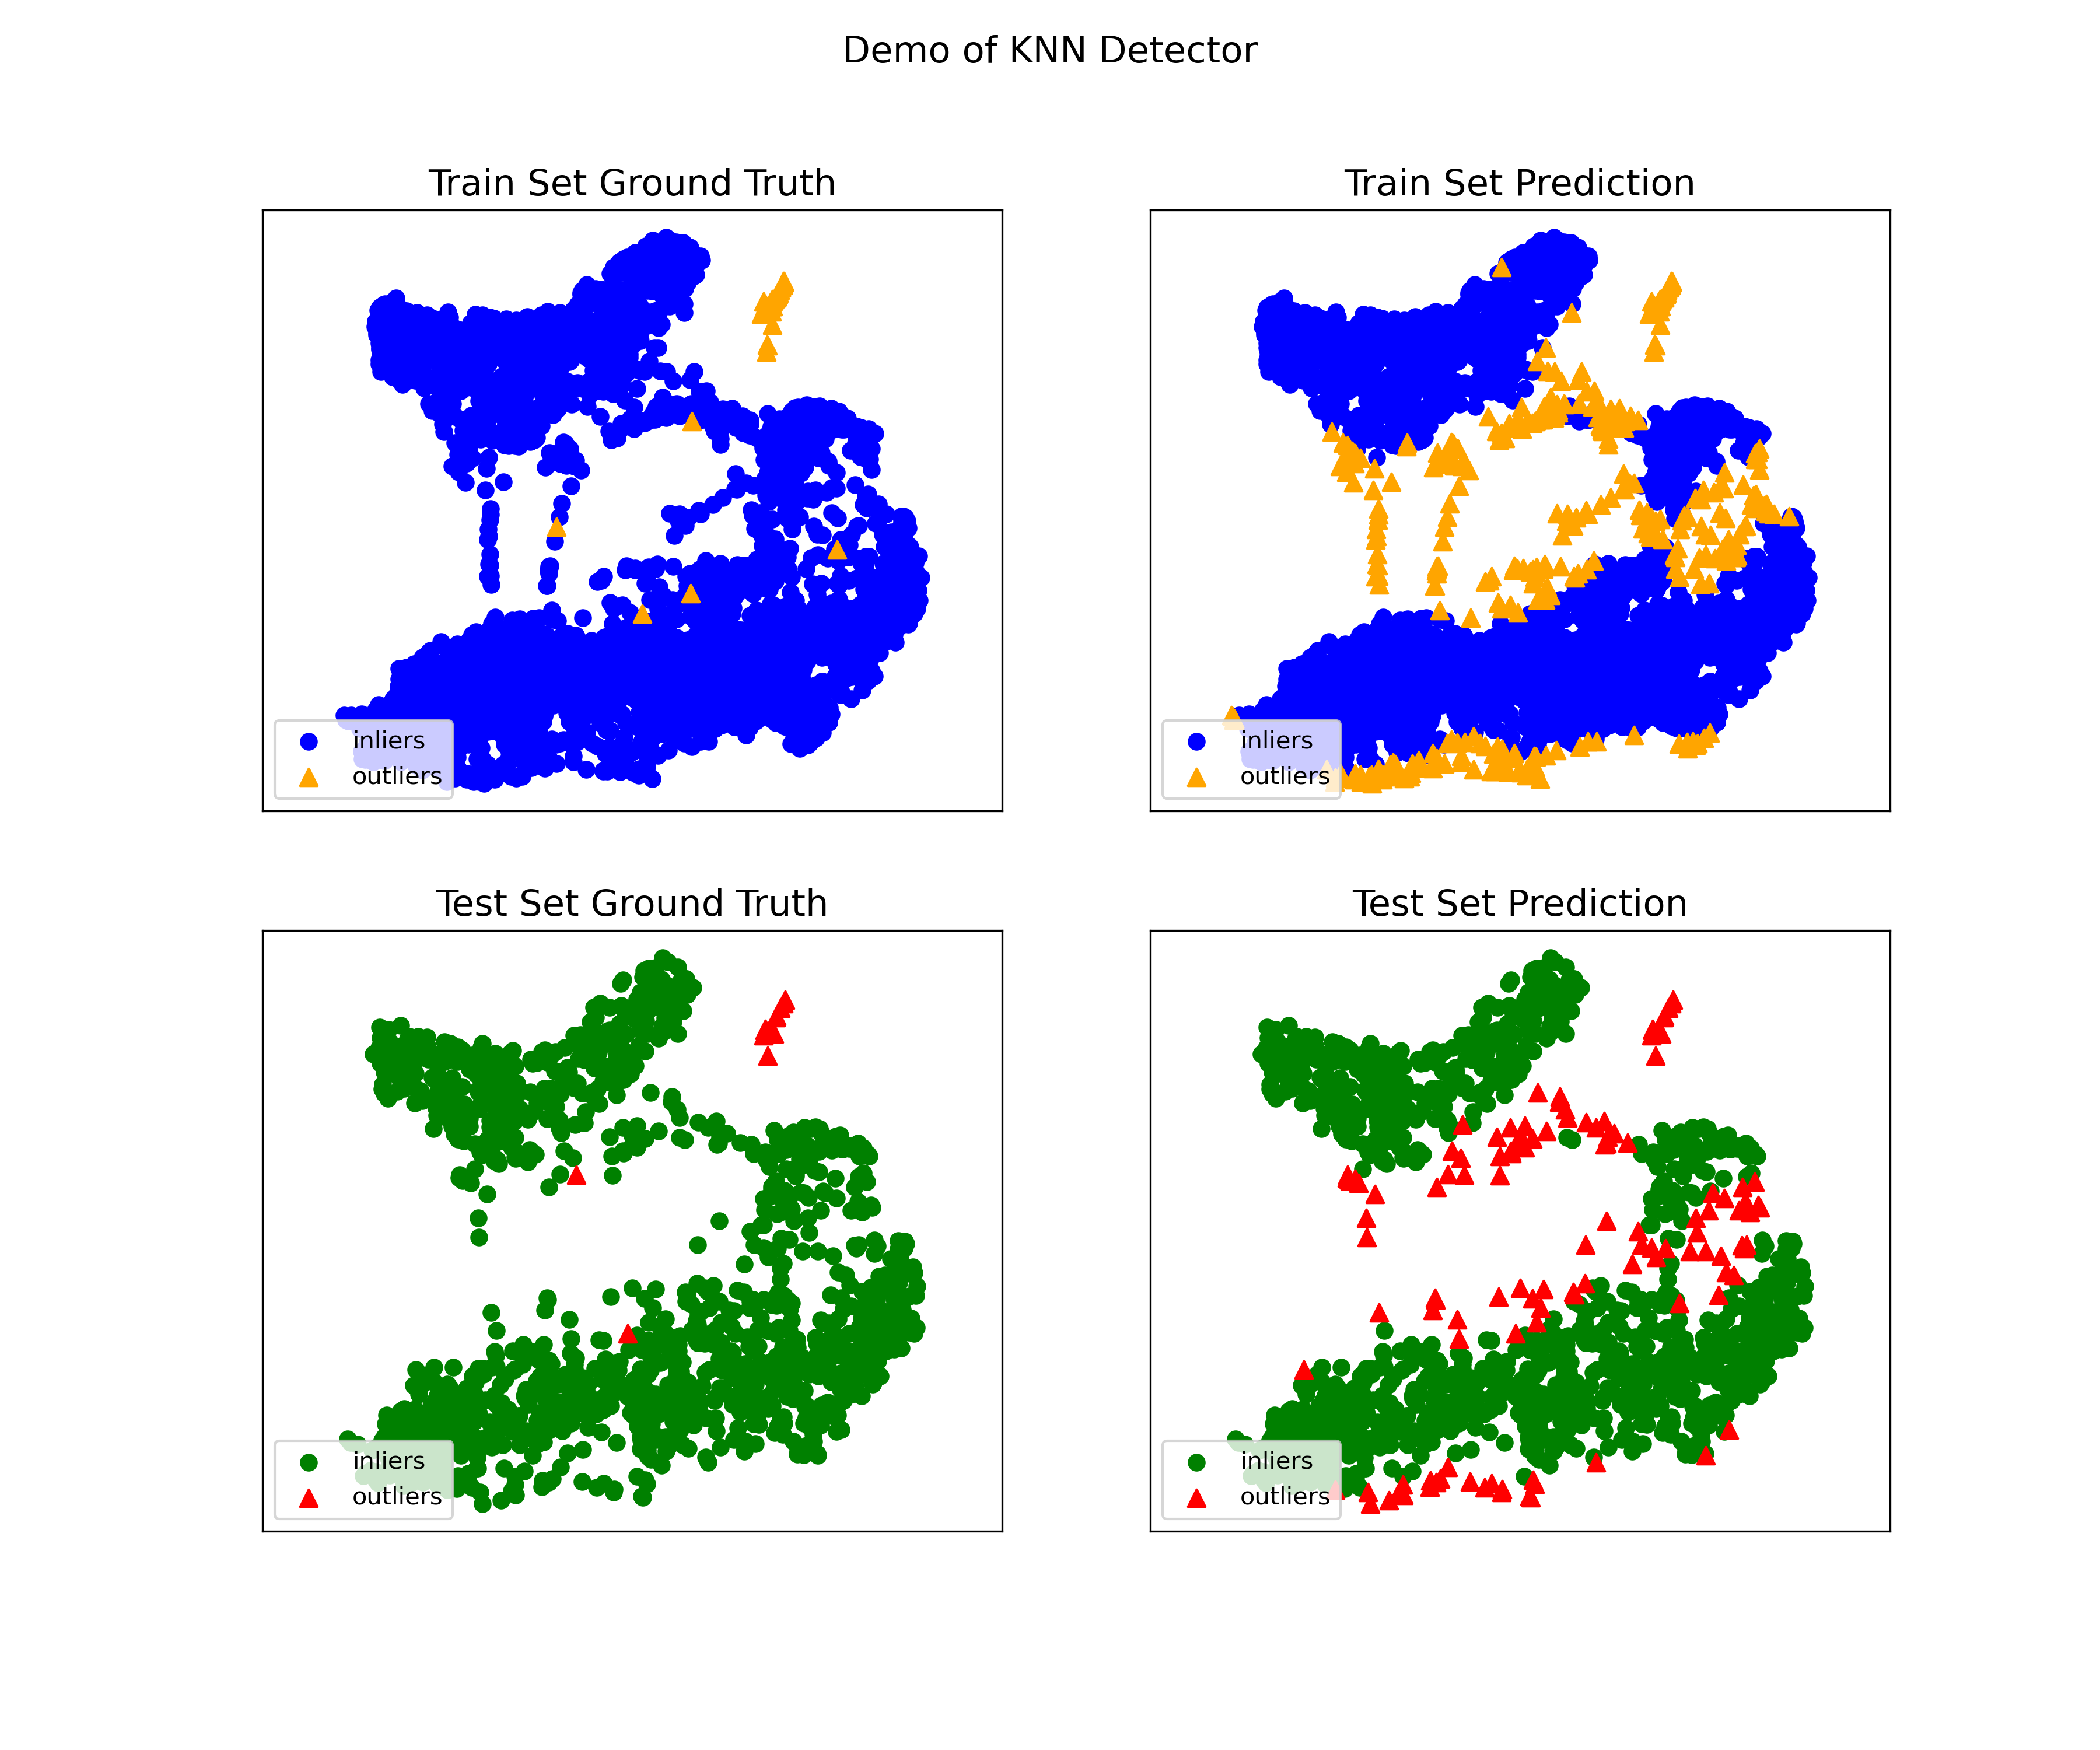 Demo of KNN Detector
Train Set Ground Truth
Train Set Prediction
inliers
outliers
inliers
outliers
Test Set Ground Truth
Test Set Prediction
inliers
outliers
inliers
outliers